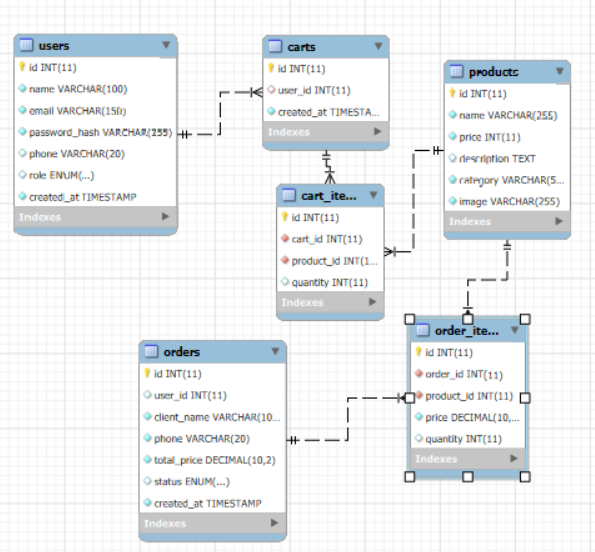 users
id INT(11)
name VARCHAR(100)
email VARCHAR(150)
password_hash VARCHAR(255)
phone VARCHAR(20)
role ENUM(...)
created_at TIMESTAMP
Indexes
carts
id INT(11)
user_id INT(11)
created_at TIMESTA...
Indexes
products
id INT(11)
name VARCHAR(255)
price INT(11)
description TEXT
category VARCHAR(5...
image VARCHAR(255)
Indexes
cart_ite...
id INT(11)
cart_id INT(11)
product_id INT(1...
quantity INT(11)
Indexes
orders
id INT(11)
user_id INT(11)
client_name VARCHAR(10...
phone VARCHAR(20)
total_price DECIMAL(10,2)
status ENUM(...)
created_at TIMESTAMP
Indexes
order_ite...
id INT(11)
order_id INT(11)
product_id INT(11)
price DECIMAL(10,...
quantity INT(11)
Indexes